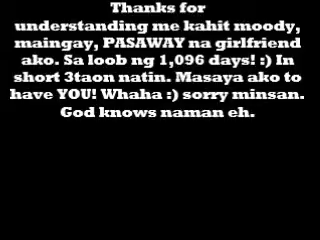 Thanks for
understanding me kahit moody,
maingay, PASAWAY na girlfriend
ako. Sa loob ng 1,096 days! :) In
short 3taon natin. Masaya ako to
have YOU! Whaha :) sorry minsan.
God knows naman eh.